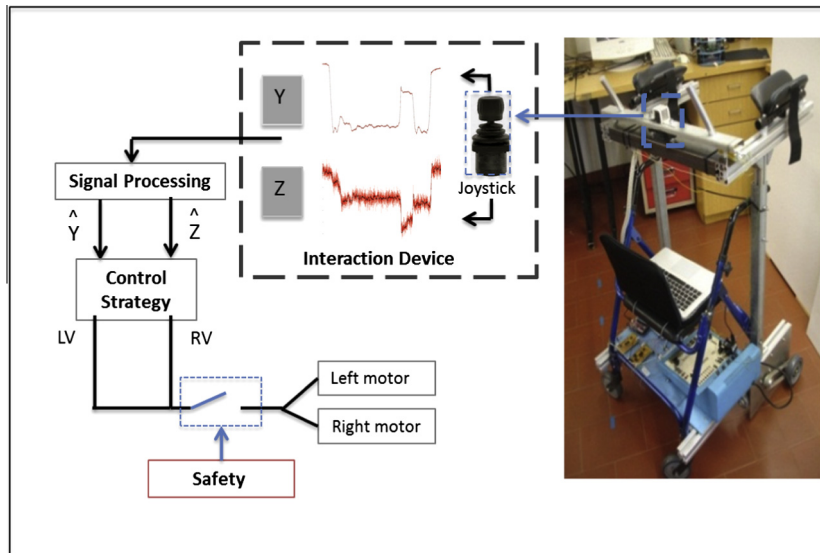 Y
Z
Joystick
Interaction Device
Signal Processing
^ ^
Y Z
Control
Strategy
LV RV
Left motor
Right motor
Safety